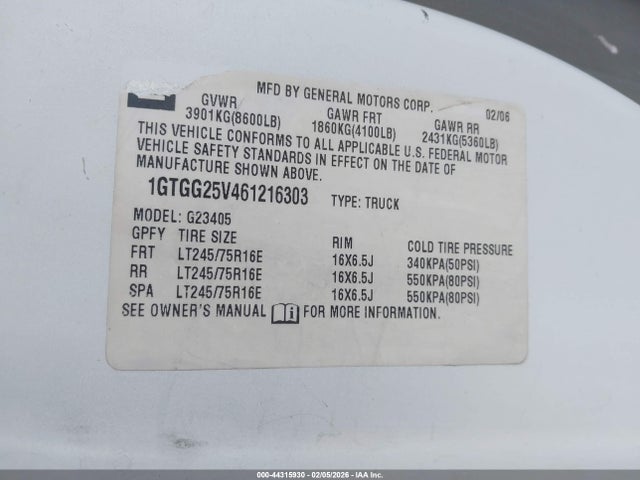 MFD BY GENERAL MOTORS CORP. 02/06
GVWR GAWR FRT GAWR RR
3901KG(8600LB) 1860KG(4100LB) 2431KG(5360LB)
THIS VEHICLE CONFORMS TO ALL APPLICABLE U.S. FEDERAL MOTOR
VEHICLE SAFETY STANDARDS IN EFFECT ON THE DATE OF
MANUFACTURE SHOWN ABOVE.
1GTGG25V461216303 TYPE: TRUCK
MODEL: G23405
GPFY TIRE SIZE RIM COLD TIRE PRESSURE
FRT LT245/75R16E 16X6.5J 340KPA(50PSI)
RR LT245/75R16E 16X6.5J 550KPA(80PSI)
SPA LT245/75R16E 16X6.5J 550KPA(80PSI)
SEE OWNER'S MANUAL FOR MORE INFORMATION.
000-44315930 - 02/05/2026 - IAA Inc.